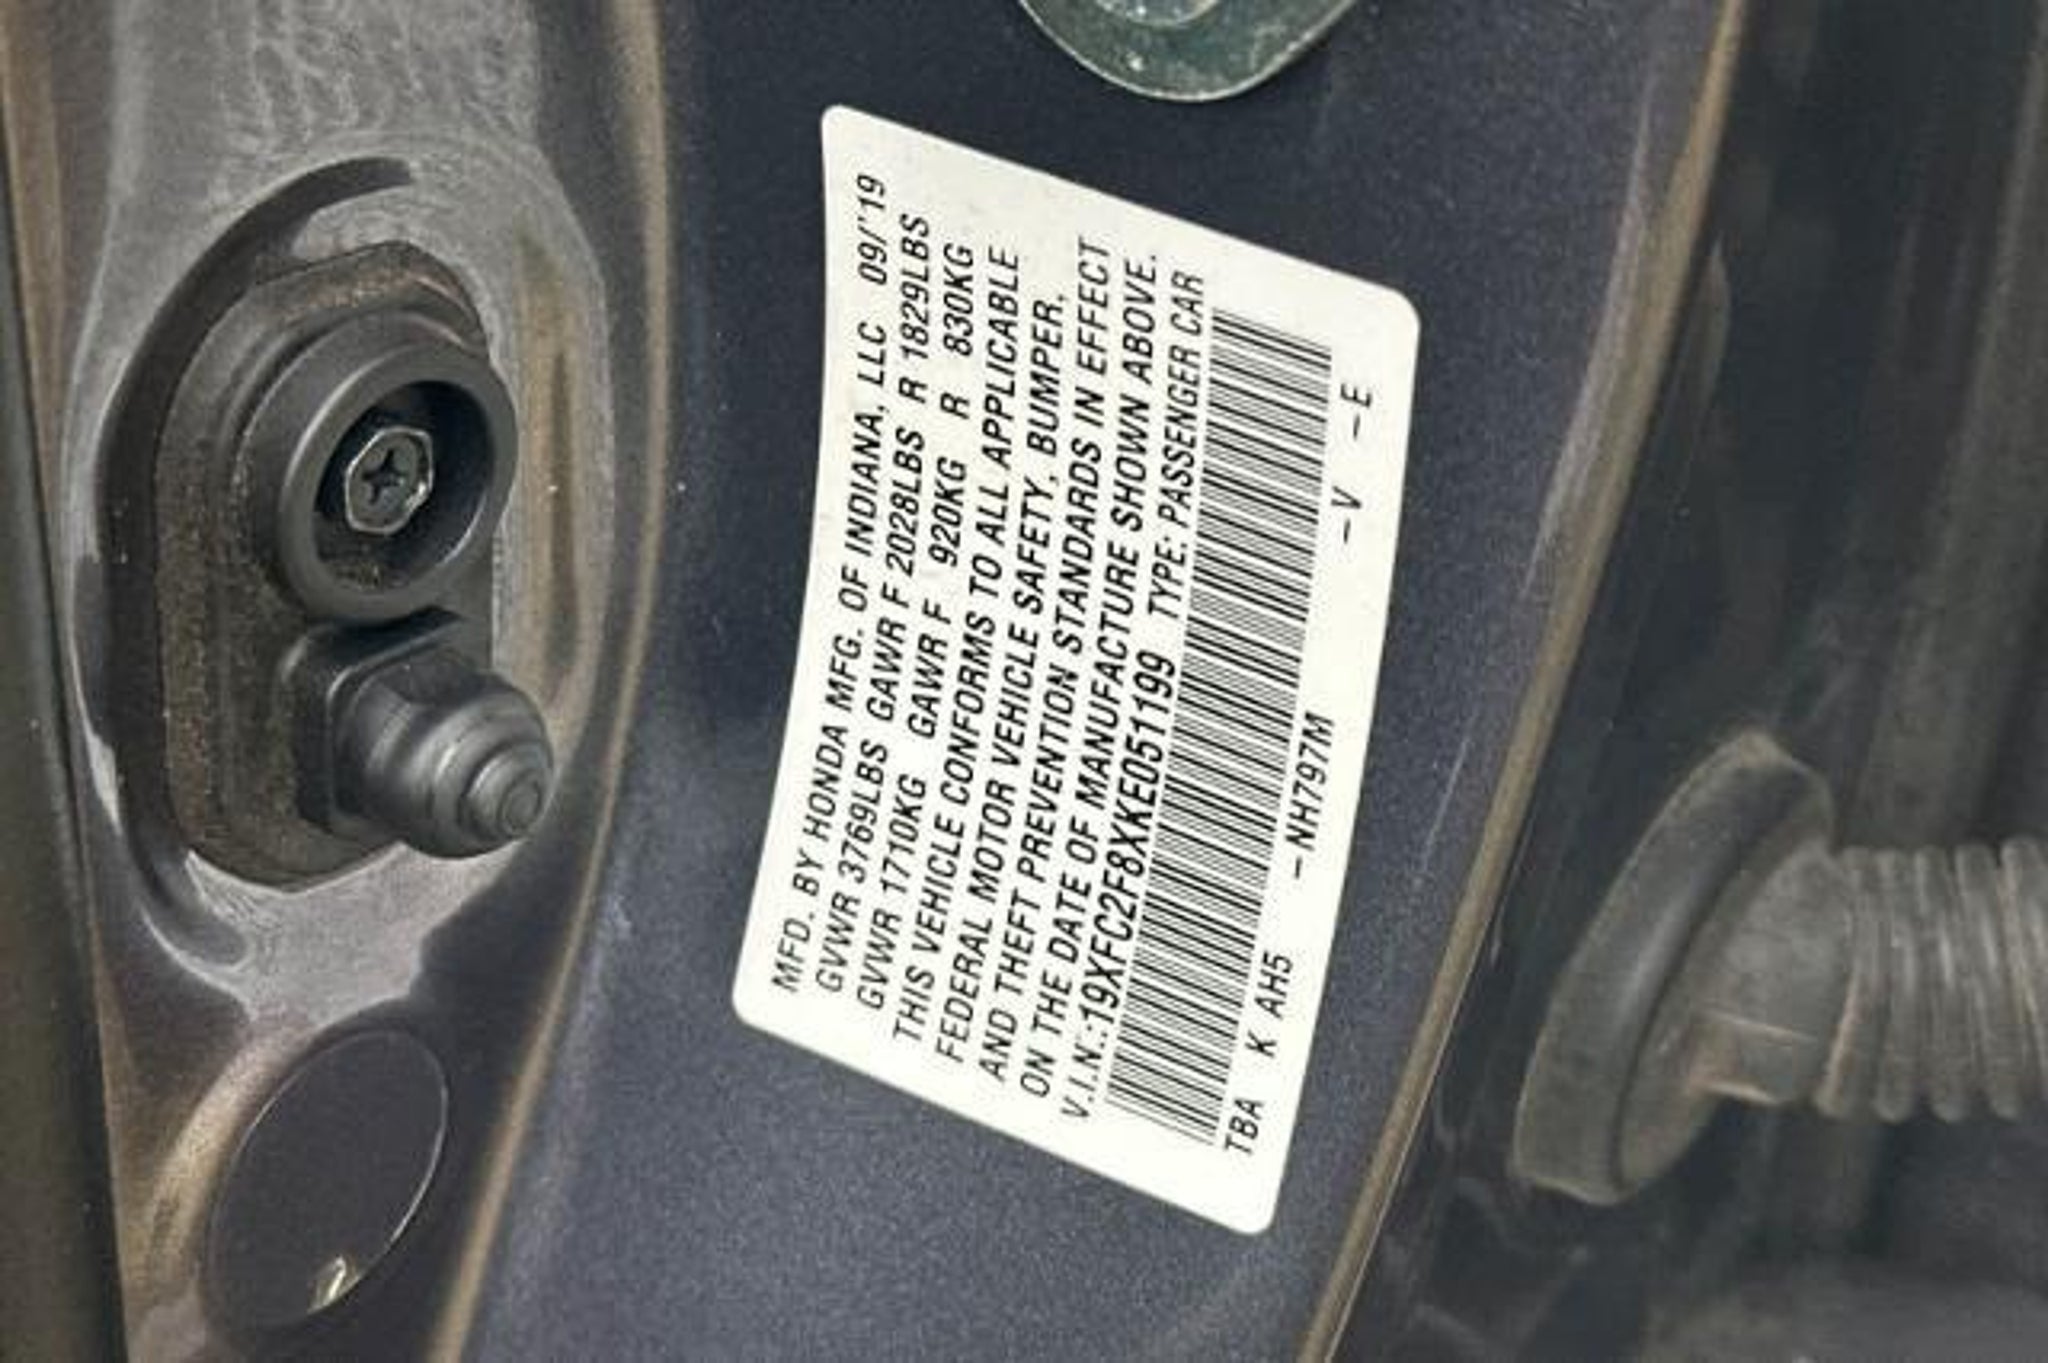 MFD. BY HONDA MFG. OF INDIANA, LLC 09/'19
GVWR 3769LBS GAWR F 2028LBS R 1829LBS
GVWR 1710KG GAWR F 920KG R 830KG
THIS VEHICLE CONFORMS TO ALL APPLICABLE
FEDERAL MOTOR VEHICLE SAFETY, BUMPER,
AND THEFT PREVENTION STANDARDS IN EFFECT
ON THE DATE OF MANUFACTURE SHOWN ABOVE.
V.I.N.:19XFC2F8XKE051199 TYPE: PASSENGER CAR
TBA K AH5 -NH797M -V -E